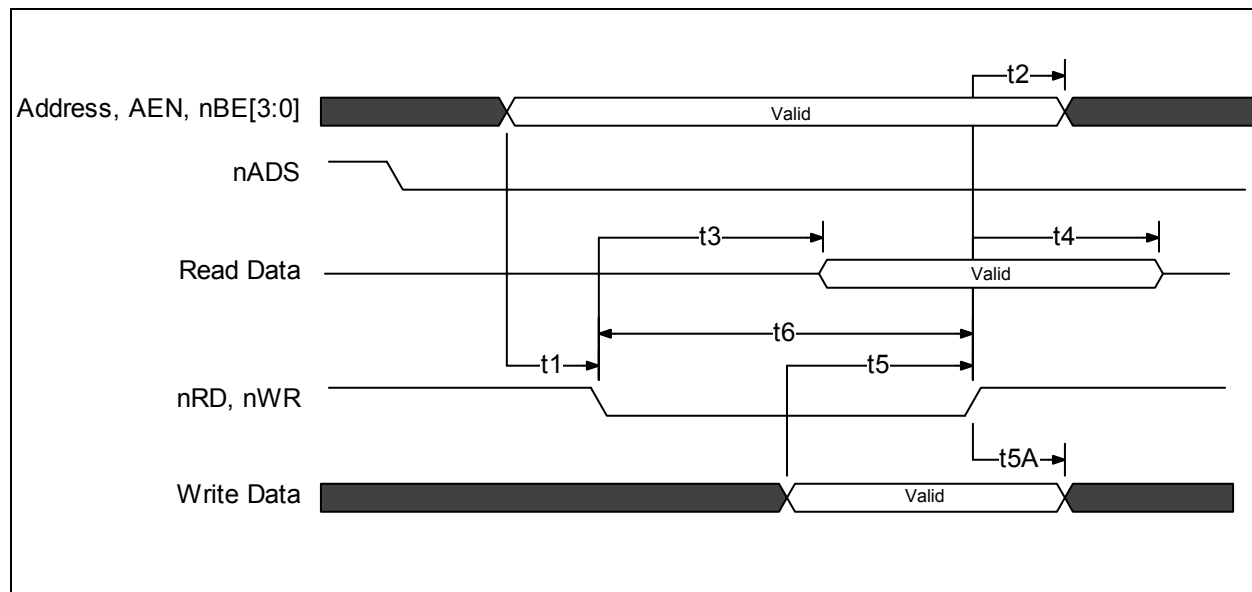 t2
Address, AEN, nBE[3:0]
Valid
nADS
t3
t4
Read Data
Valid
t6
t1
t5
nRD, nWR
t5A
Write Data
Valid